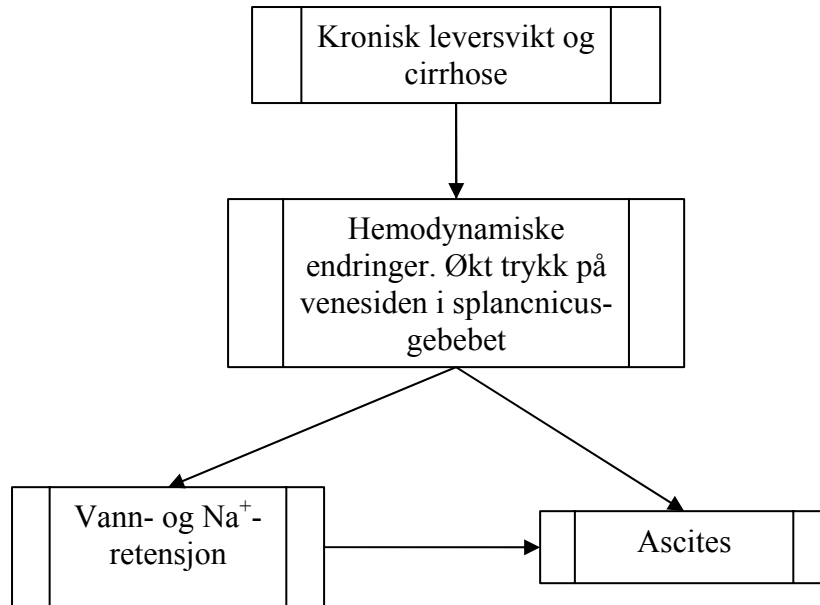 Kronisk leversvikt og
cirrhose
Hemodynamiske
endringer. Økt trykk på
venesiden i splancnicus-
gebebet
Vann- og Na⁺-
retensjon
Ascites